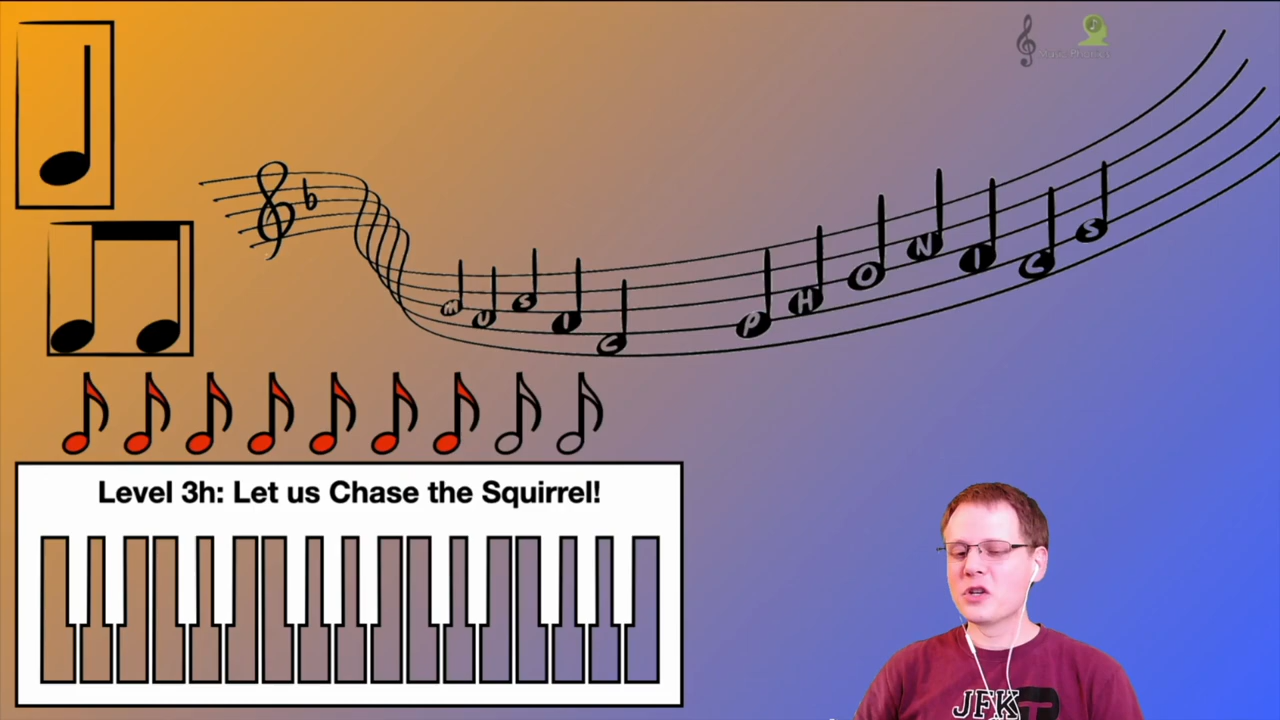 Music Phonics
m U S I C P H O N I C S
Level 3h: Let us Chase the Squirrel!
JFK